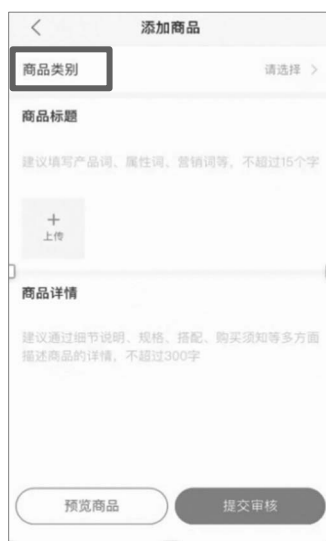 添加商品
商品类别 请选择
商品标题
建议填写产品词、属性词、营销词等，不超过15个字
上传
商品详情
建议通过细节说明、规格、搭配、购买须知等多方面
描述商品的详情，不超过300字
预览商品 提交审核